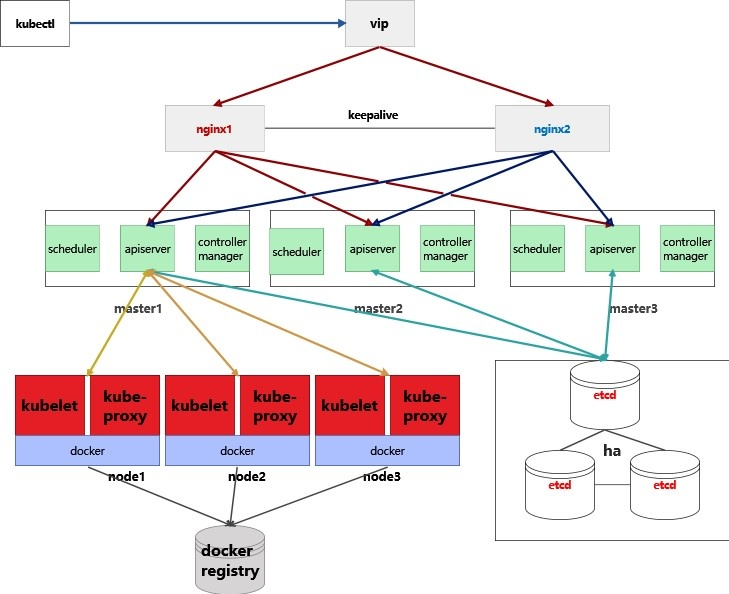 kubectl
vip
keepalive
nginx1
nginx2
scheduler
apiserver
controller
manager
scheduler
apiserver
controller
manager
scheduler
apiserver
controller
manager
master1
master2
master3
kubelet
kube-
proxy
kubelet
kube-
proxy
kubelet
kube-
proxy
docker
docker
docker
node1
node2
node3
etcd
ha
etcd
etcd
docker
registry